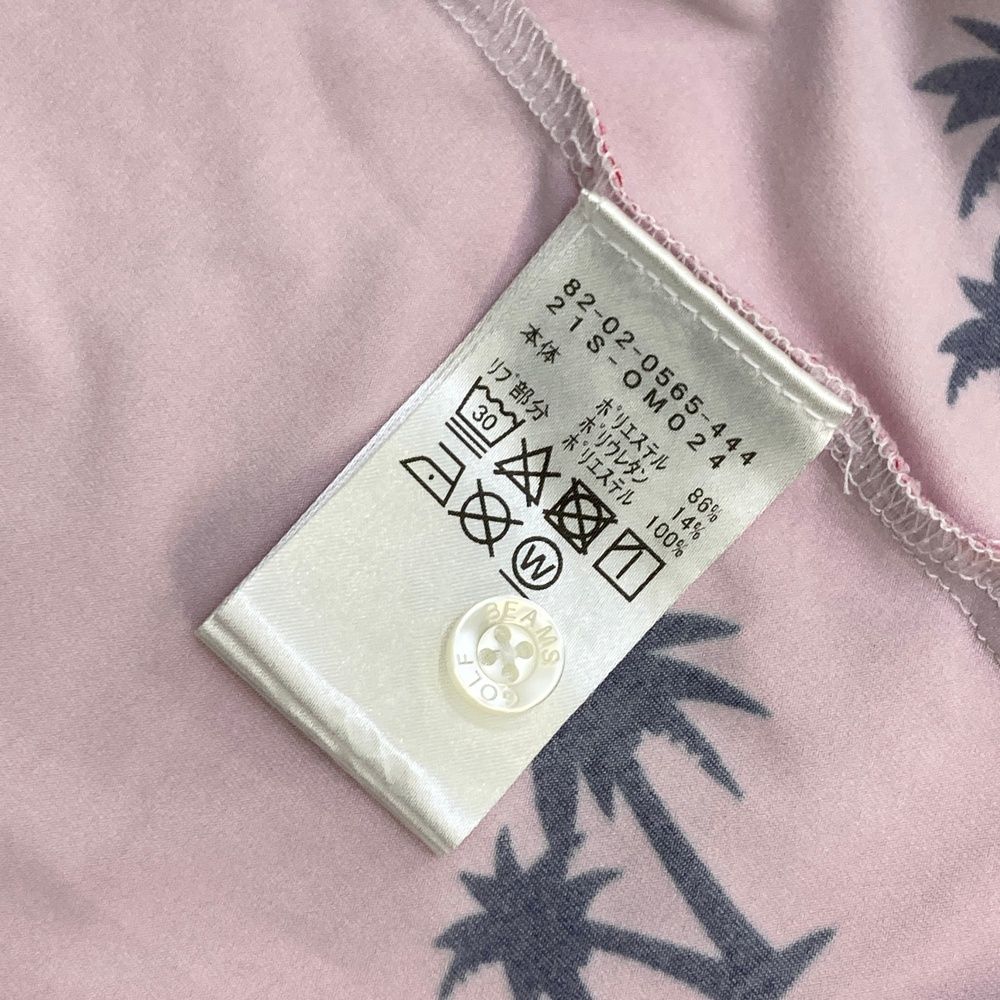 82-02-0565-444
21S-OM024
本体 ポリエステル 86%
ポリウレタン 14%
リブ部分 ポリエステル 100%
30
W
BEAMS
GOLF